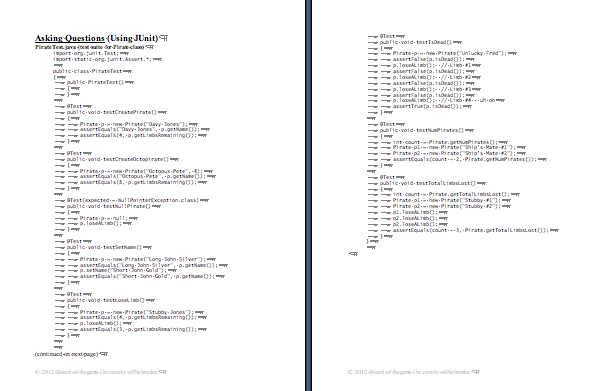 Asking Questions (Using JUnit)
PirateTest.java (test suite for Pirate class)
import org.junit.Test;
import static org.junit.Assert.*;
public class PirateTest
{
public PirateTest()
{
}
@Test
public void testCreatePirate()
{
Pirate p = new Pirate("Davy Jones");
assertEquals("Davy Jones", p.getName());
assertEquals(4, p.getLimbsRemaining());
}
@Test
public void testCreateOctopirate()
{
Pirate p = new Pirate("Octopus Pete", 8);
assertEquals("Octopus Pete", p.getName());
assertEquals(8, p.getLimbsRemaining());
}
@Test(expected = NullPointerException.class)
public void testNullPirate()
{
Pirate p = null;
p.loseALimb();
}
@Test
public void testSetName()
{
Pirate p = new Pirate("Long John Silver");
assertEquals("Long John Silver", p.getName());
p.setName("Short John Gold");
assertEquals("Short John Gold", p.getName());
}
@Test
public void testLoseLimb()
{
Pirate p = new Pirate("Stubby Jones");
assertEquals(4, p.getLimbsRemaining());
p.loseALimb();
assertEquals(3, p.getLimbsRemaining());
}
(continued on next page)
© 2012 Board of Regents University of Nebraska
@Test
public void testIsDead()
{
Pirate p = new Pirate("Unlucky Fred");
assertFalse(p.isDead());
p.loseALimb(); // Limb #1
assertFalse(p.isDead());
p.loseALimb(); // Limb #2
assertFalse(p.isDead());
p.loseALimb(); // Limb #3
assertFalse(p.isDead());
p.loseALimb(); // Limb #4 - uh oh
assertTrue(p.isDead());
}
@Test
public void testNumPirates()
{
int count = Pirate.getNumPirates();
Pirate p1 = new Pirate("Ship's Mate #1");
Pirate p2 = new Pirate("Ship's Mate #2");
assertEquals(count + 2, Pirate.getNumPirates());
}
@Test
public void testTotalLimbsLost()
{
int count = Pirate.getTotalLimbsLost();
Pirate p1 = new Pirate("Stubby #1");
Pirate p2 = new Pirate("Stubby #2");
p1.loseALimb();
p2.loseALimb();
p2.loseALimb();
assertEquals(count + 3, Pirate.getTotalLimbsLost());
}
}
© 2012 Board of Regents University of Nebraska